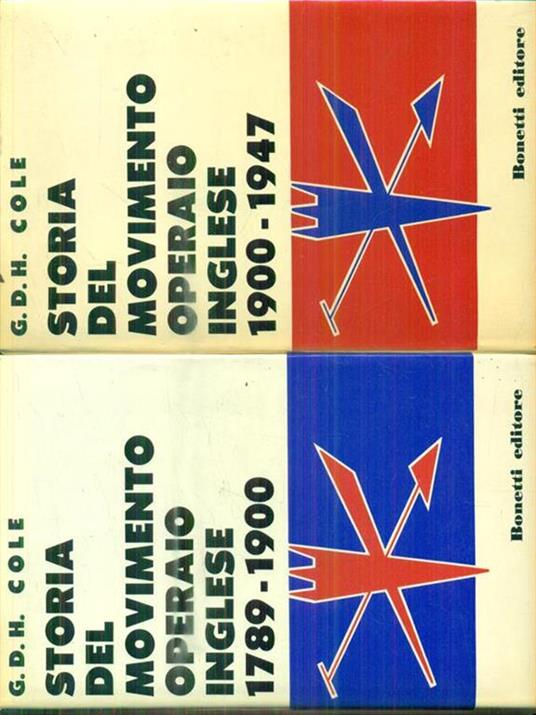 G.D.H. COLE
STORIA
DEL
MOVIMENTO
OPERAIO
INGLESE
1900-1947
Bonetti editore
G.D.H. COLE
STORIA
DEL
MOVIMENTO
OPERAIO
INGLESE
1789-1900
Bonetti editore